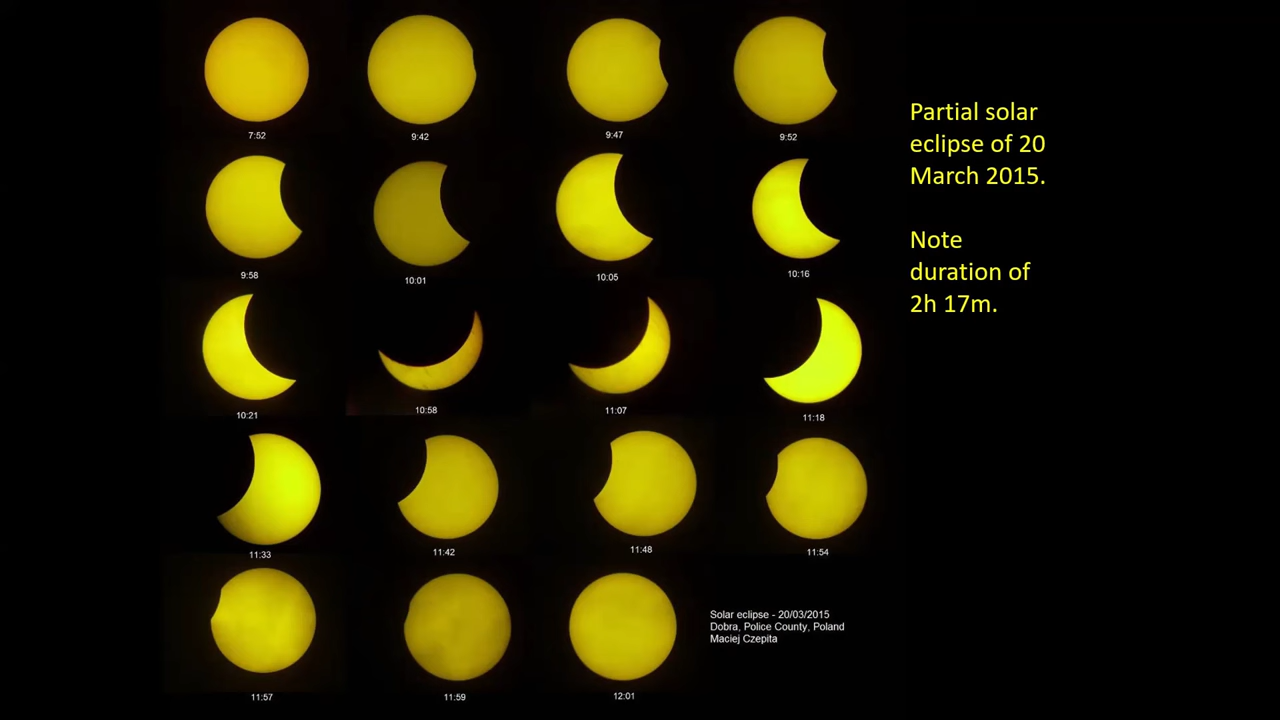 7:52
9:42
9:47
9:52
Partial solar
eclipse of 20
March 2015.
Note
duration of
2h 17m.
9:58
10:01
10:05
10:16
10:21
10:58
11:07
11:18
11:33
11:42
11:48
11:54
11:57
11:59
12:01
Solar eclipse - 20/03/2015
Dobra, Police County, Poland
Maciej Czepita